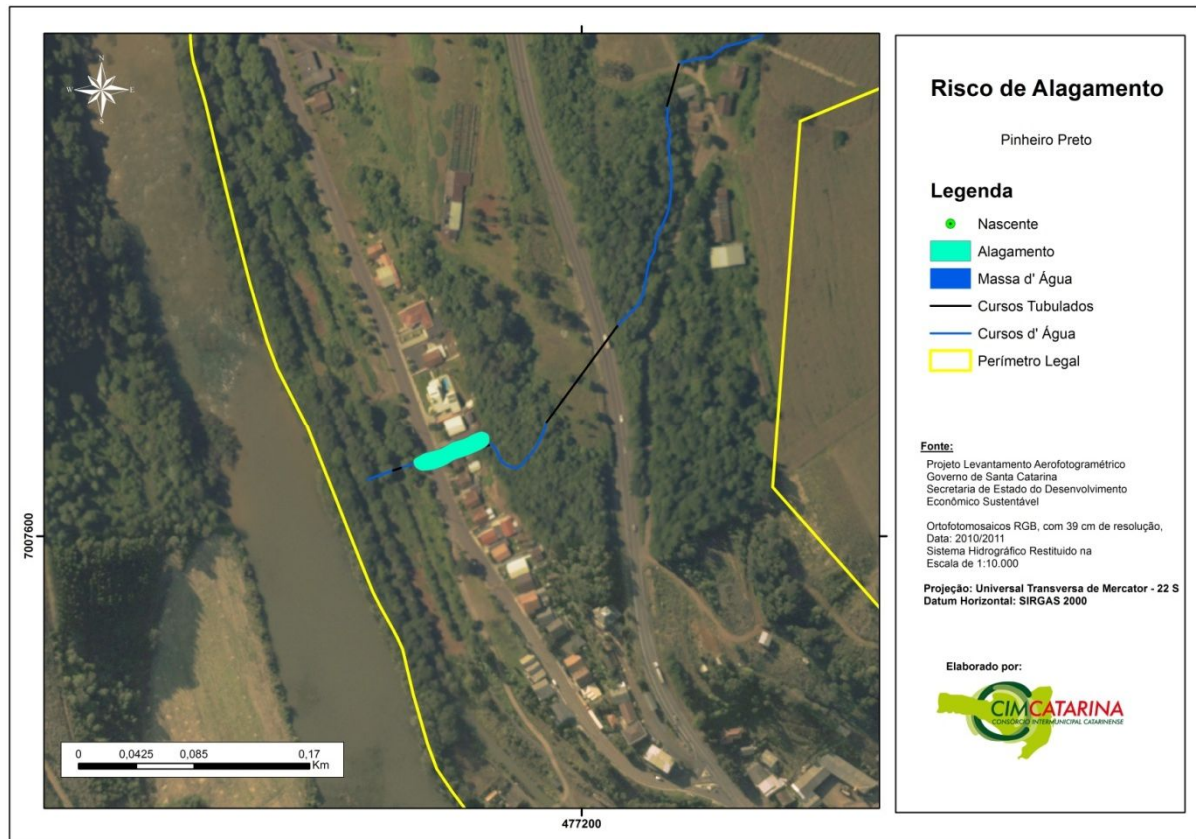 N
W
E
S
0
0,0425
0,085
0,17
Km
7007600
477200
Risco de Alagamento
Pinheiro Preto
Legenda
Nascente
Alagamento
Massa d' Água
Cursos Tubulados
Cursos d' Água
Perímetro Legal
Fonte:
Projeto Levantamento Aerofotogramétrico
Governo de Santa Catarina
Secretaria de Estado do Desenvolvimento
Econômico Sustentável
Ortofotomosaicos RGB, com 39 cm de resolução,
Data: 2010/2011
Sistema Hidrográfico Restituido na
Escala de 1:10.000
Projeção: Universal Transversa de Mercator - 22 S
Datum Horizontal: SIRGAS 2000
Elaborado por:
CIMCATARINA
CONSÓRCIO INTERMUNICIPAL CATARINENSE